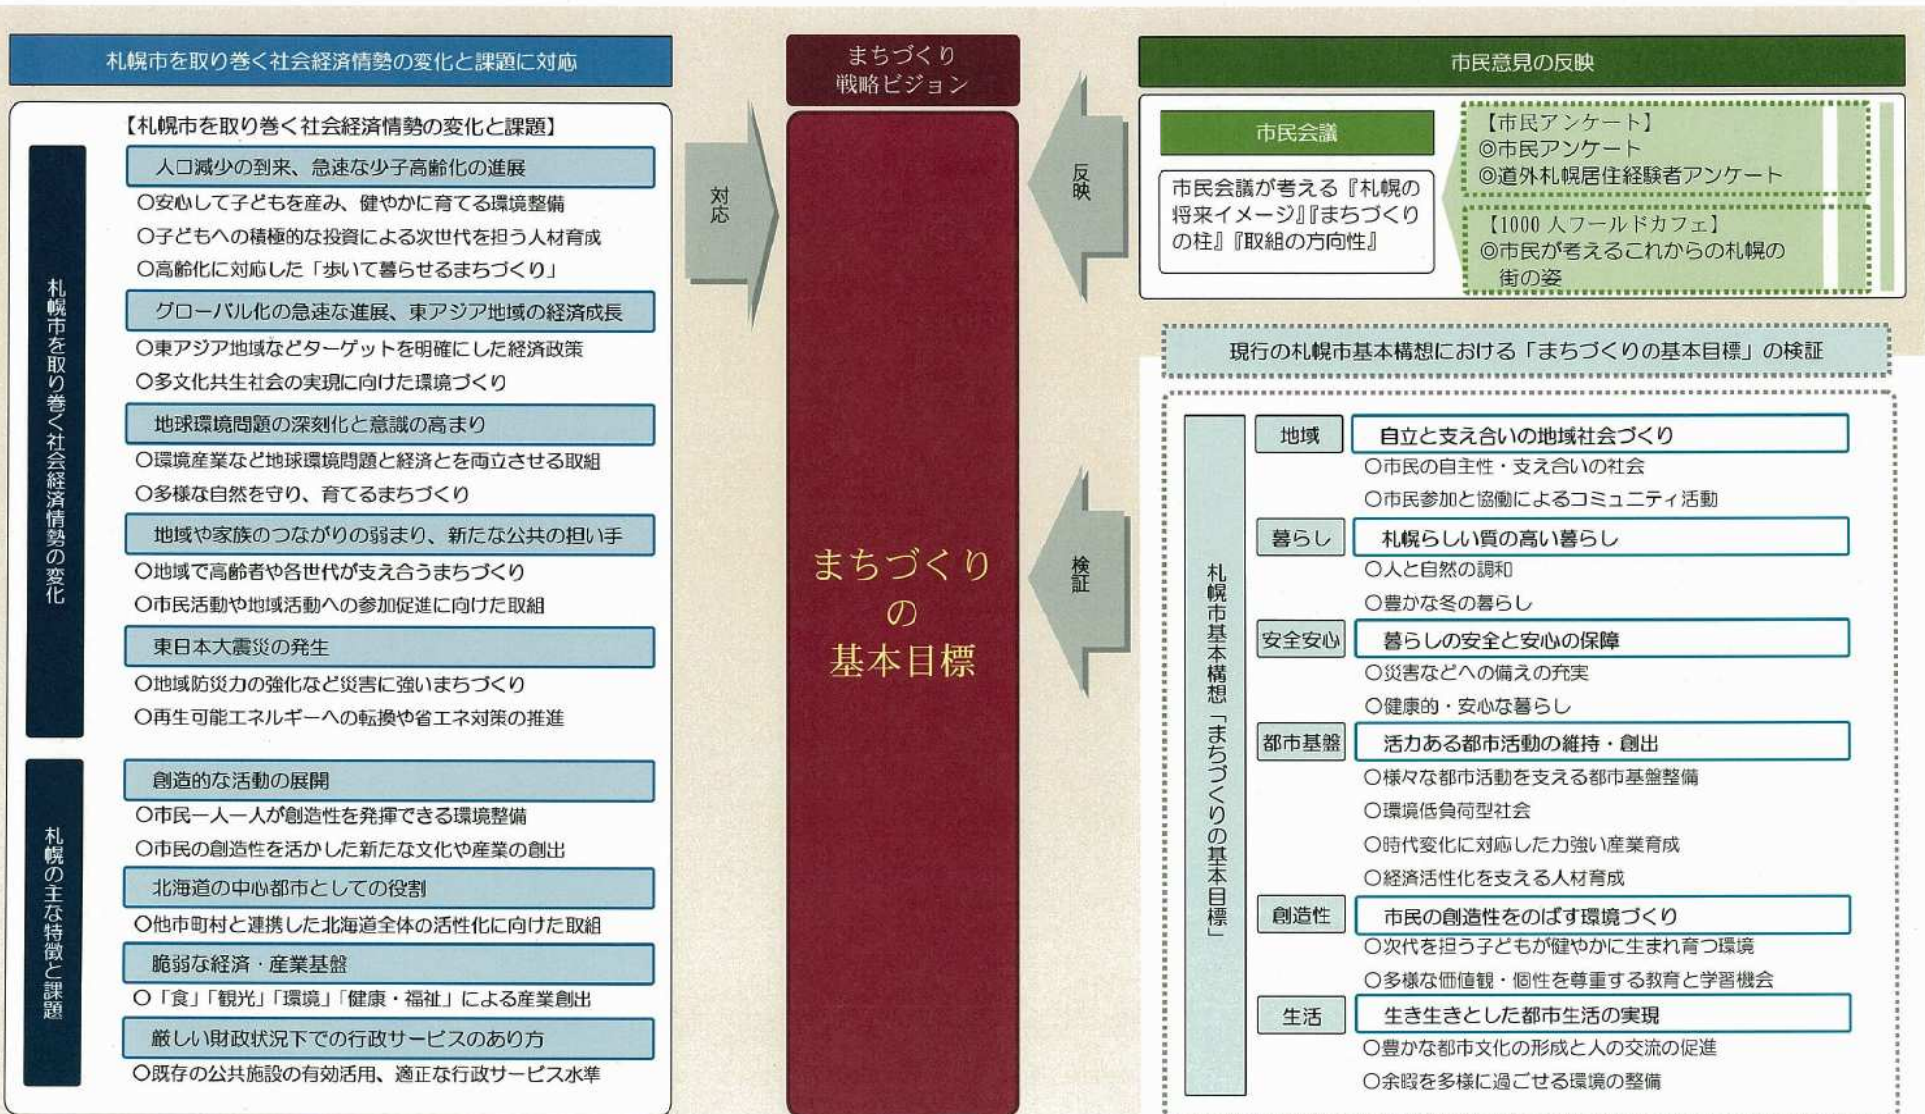 札幌市を取り巻く社会経済情勢の変化と課題に対応
【札幌市を取り巻く社会経済情勢の変化と課題】
札幌市を取り巻く社会経済情勢の変化
人口減少の到来、急速な少子高齢化の進展
○安心して子どもを産み、健やかに育てる環境整備
○子どもへの積極的な投資による次世代を担う人材育成
○高齢化に対応した「歩いて暮らせるまちづくり」
グローバル化の急速な進展、東アジア地域の経済成長
○東アジア地域などターゲットを明確にした経済政策
○多文化共生社会の実現に向けた環境づくり
地球環境問題の深刻化と意識の高まり
○環境産業など地球環境問題と経済とを両立させる取組
○多様な自然を守り、育てるまちづくり
地域や家族のつながりの弱まり、新たな公共の担い手
○地域で高齢者や各世代が支え合うまちづくり
○市民活動や地域活動への参加促進に向けた取組
東日本大震災の発生
○地域防災力の強化など災害に強いまちづくり
○再生可能エネルギーへの転換や省エネ対策の推進
札幌の主な特徴と課題
創造的な活動の展開
○市民一人一人が創造性を発揮できる環境整備
○市民の創造性を活かした新たな文化や産業の創出
北海道の中心都市としての役割
○他市町村と連携した北海道全体の活性化に向けた取組
脆弱な経済・産業基盤
○「食」「観光」「環境」「健康・福祉」による産業創出
厳しい財政状況下での行政サービスのあり方
○既存の公共施設の有効活用、適正な行政サービス水準
対応
まちづくり
戦略ビジョン
まちづくり
の
基本目標
反映
検証
市民意見の反映
市民会議
市民会議が考える『札幌の
将来イメージ』『まちづくり
の柱』『取組の方向性』
【市民アンケート】
◎市民アンケート
◎道外札幌居住経験者アンケート
【1000人ワールドカフェ】
◎市民が考えるこれからの札幌の
街の姿
現行の札幌市基本構想における「まちづくりの基本目標」の検証
札幌市基本構想「まちづくりの基本目標」
地域
自立と支え合いの地域社会づくり
○市民の自主性・支え合いの社会
○市民参加と協働によるコミュニティ活動
暮らし
札幌らしい質の高い暮らし
○人と自然の調和
○豊かな冬の暮らし
安全安心
暮らしの安全と安心の保障
○災害などへの備えの充実
○健康的・安心な暮らし
都市基盤
活力ある都市活動の維持・創出
○様々な都市活動を支える都市基盤整備
○環境低負荷型社会
○時代変化に対応した力強い産業育成
○経済活性化を支える人材育成
創造性
市民の創造性をのばす環境づくり
○次代を担う子どもが健やかに生まれ育つ環境
○多様な価値観・個性を尊重する教育と学習機会
生活
生き生きとした都市生活の実現
○豊かな都市文化の形成と人の交流の促進
○余暇を多様に過ごせる環境の整備